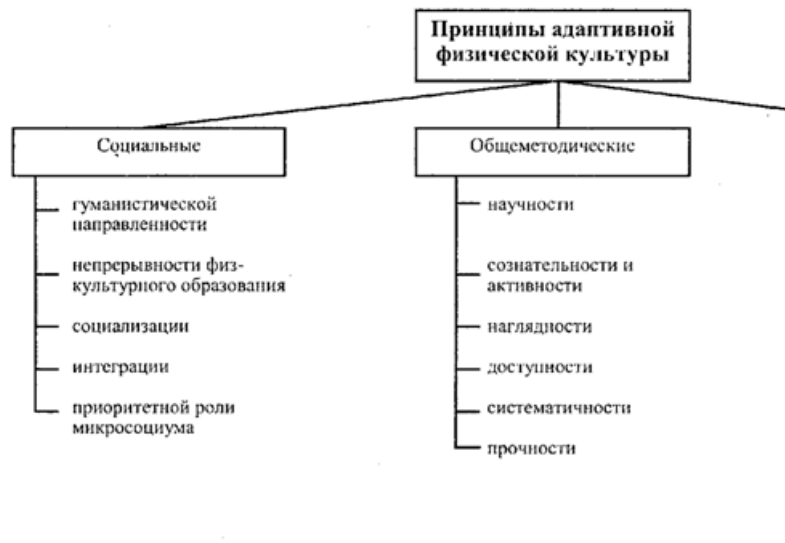 Принципы адаптивной
физической культуры
Социальные
гуманистической
направленности
непрерывности физ-
культурного образования
социализации
интеграции
приоритетной роли
микросоциума
Общеметодические
научности
сознательности и
активности
наглядности
доступности
систематичности
прочности